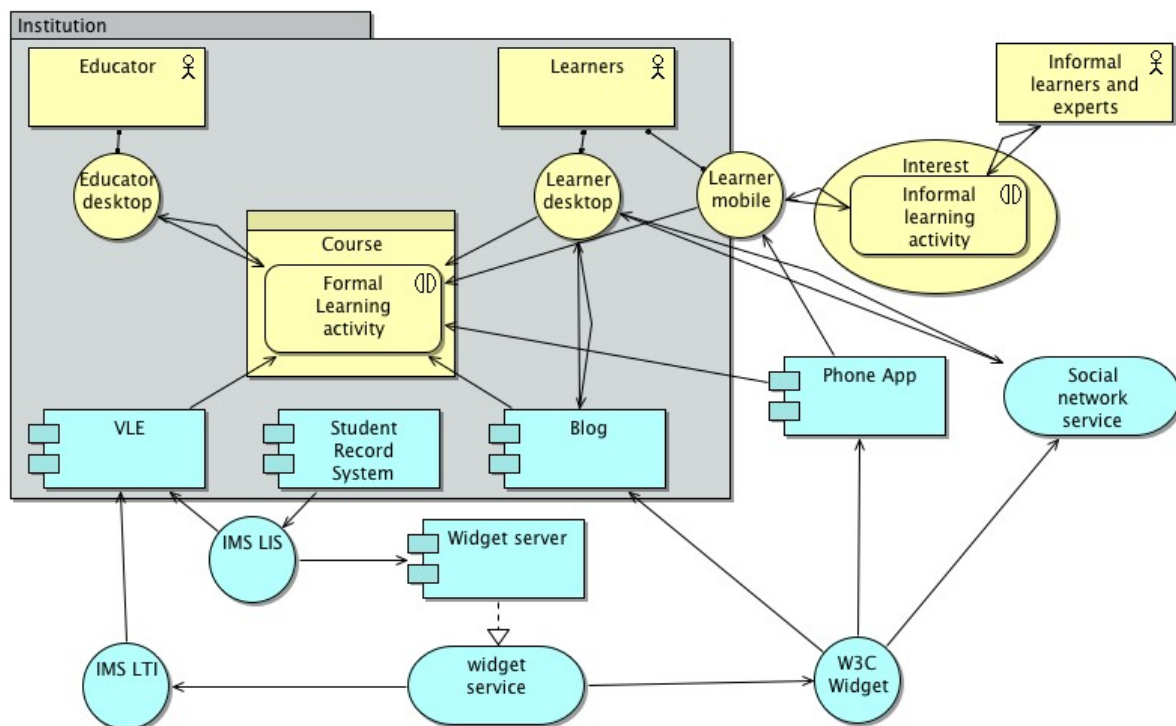 Institution
Educator
Learners
Informal
learners and
experts
Educator
desktop
Learner
desktop
Learner
mobile
Interest
Informal
learning
activity
Course
Formal
Learning
activity
VLE
Student
Record
System
Blog
Phone App
Social
network
service
IMS LIS
Widget server
IMS LTI
widget
service
W3C
Widget